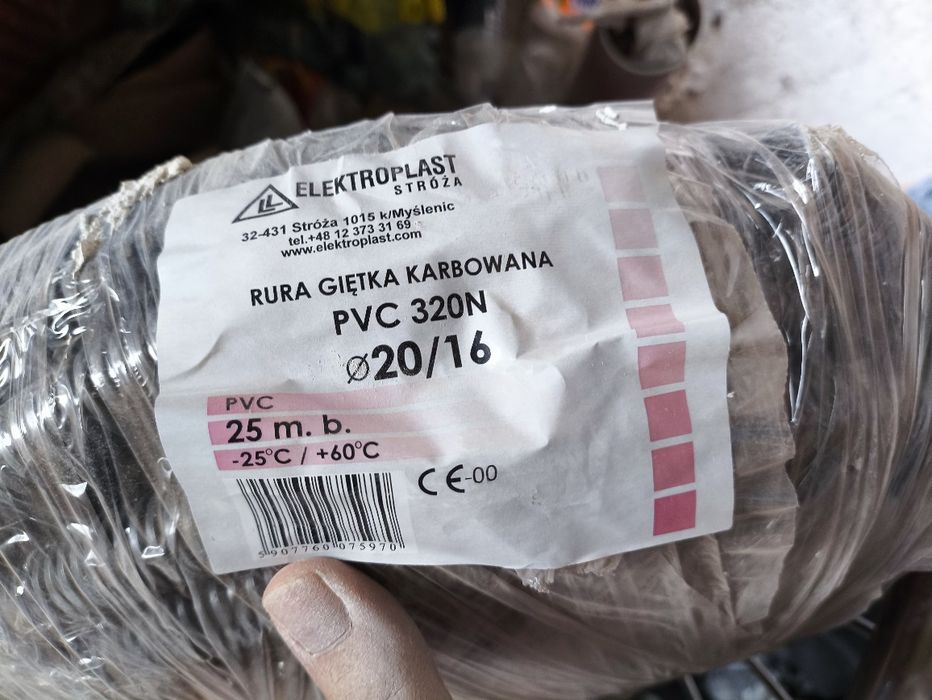 ELEKTROPLAST
STRÓŻA
32-431 Stróża 1015 k/Myślenic
tel.+48 12 373 31 69
www.elektroplast.com
RURA GIĘTKA KARBOWANA
PVC 320N
⌀20/16
PVC
25 m. b.
-25°C / +60°C
CE-00
5907760075970